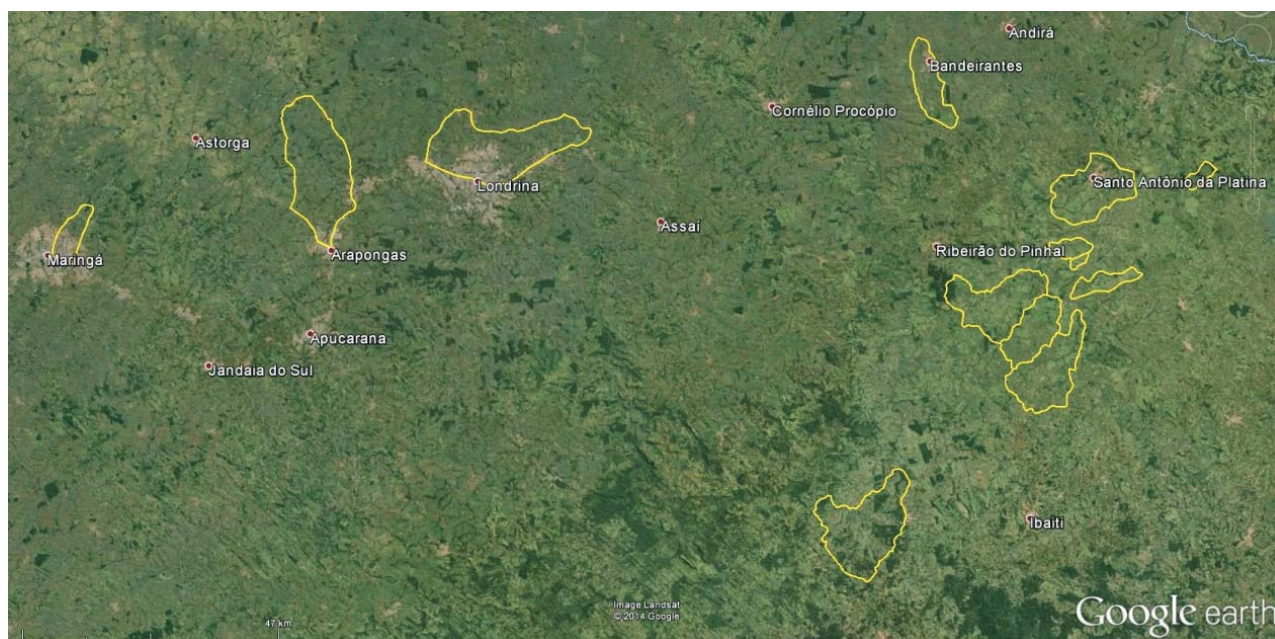 Andirá
Bandeirantes
Cornélio Procópio
Astorga
Londrina
Santo Antônio da Platina
Assaí
Ribeirão do Pinhal
Maringá
Arapongas
Apucarana
Jandaia do Sul
Ibaiti
Image Landsat
© 2014 Google
Google earth
47 km